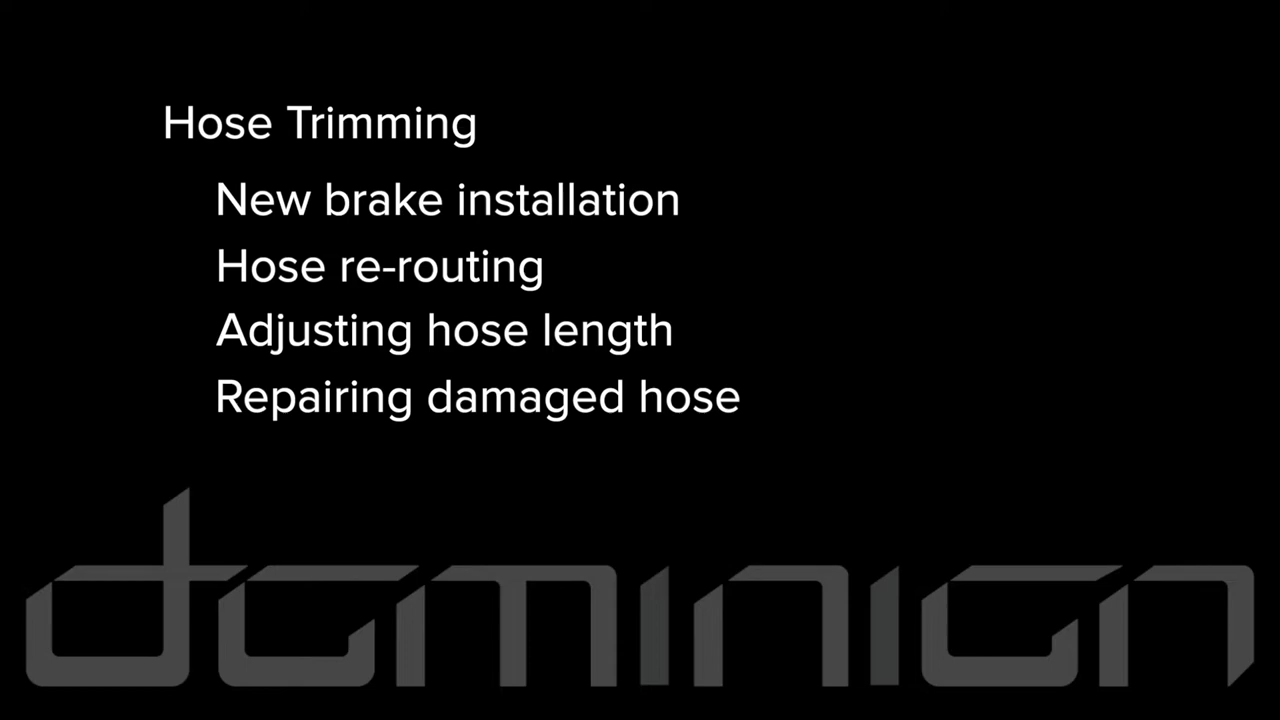 Hose Trimming
New brake installation
Hose re-routing
Adjusting hose length
Repairing damaged hose
dominion